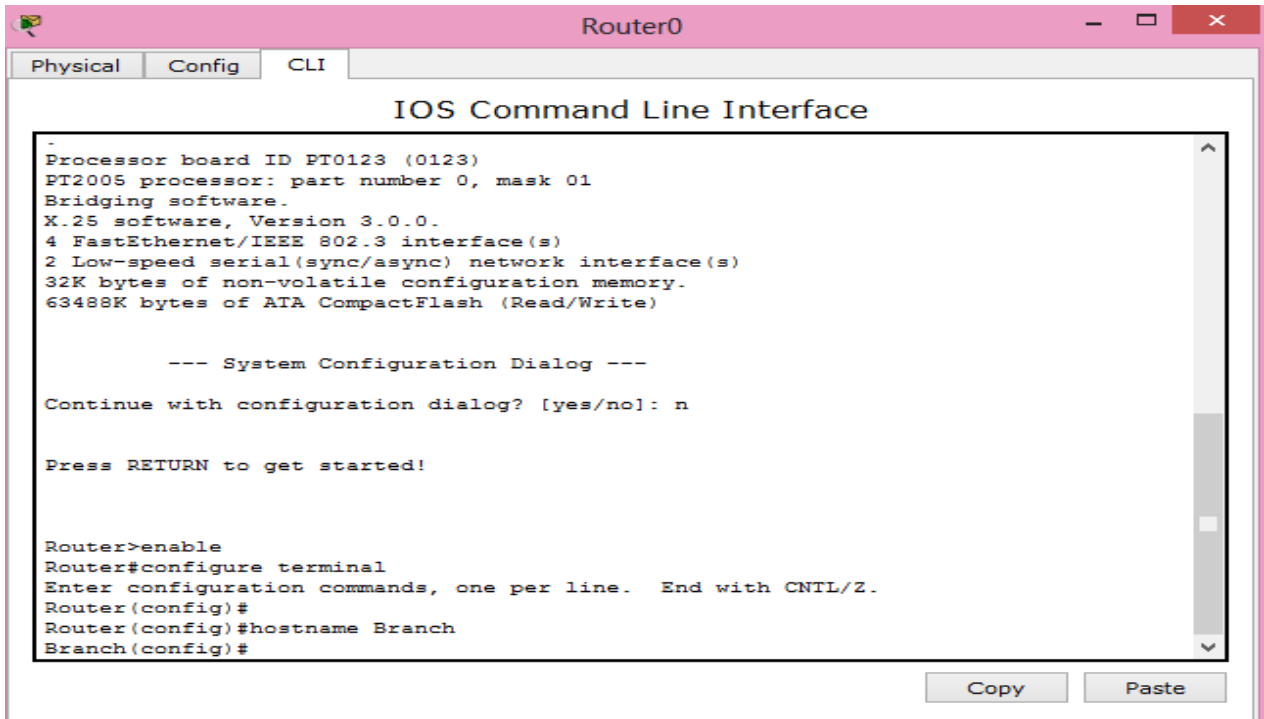 Router0
Physical Config CLI
IOS Command Line Interface
.
Processor board ID PT0123 (0123)
PT2005 processor: part number 0, mask 01
Bridging software.
X.25 software, Version 3.0.0.
4 FastEthernet/IEEE 802.3 interface(s)
2 Low-speed serial(sync/async) network interface(s)
32K bytes of non-volatile configuration memory.
63488K bytes of ATA CompactFlash (Read/Write)
--- System Configuration Dialog ---
Continue with configuration dialog? [yes/no]: n
Press RETURN to get started!
Router>enable
Router#configure terminal
Enter configuration commands, one per line.  End with CNTL/Z.
Router(config)#
Router(config)#hostname Branch
Branch(config)#
Copy Paste